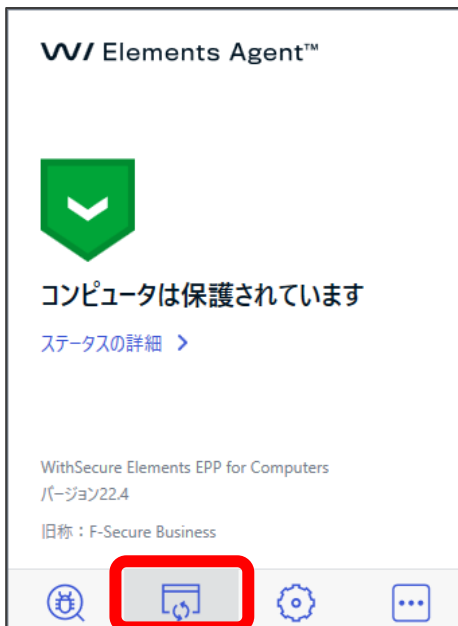 W/ Elements Agent™
コンピュータは保護されています
ステータスの詳細
WithSecure Elements EPP for Computers
バージョン22.4
旧称：F-Secure Business